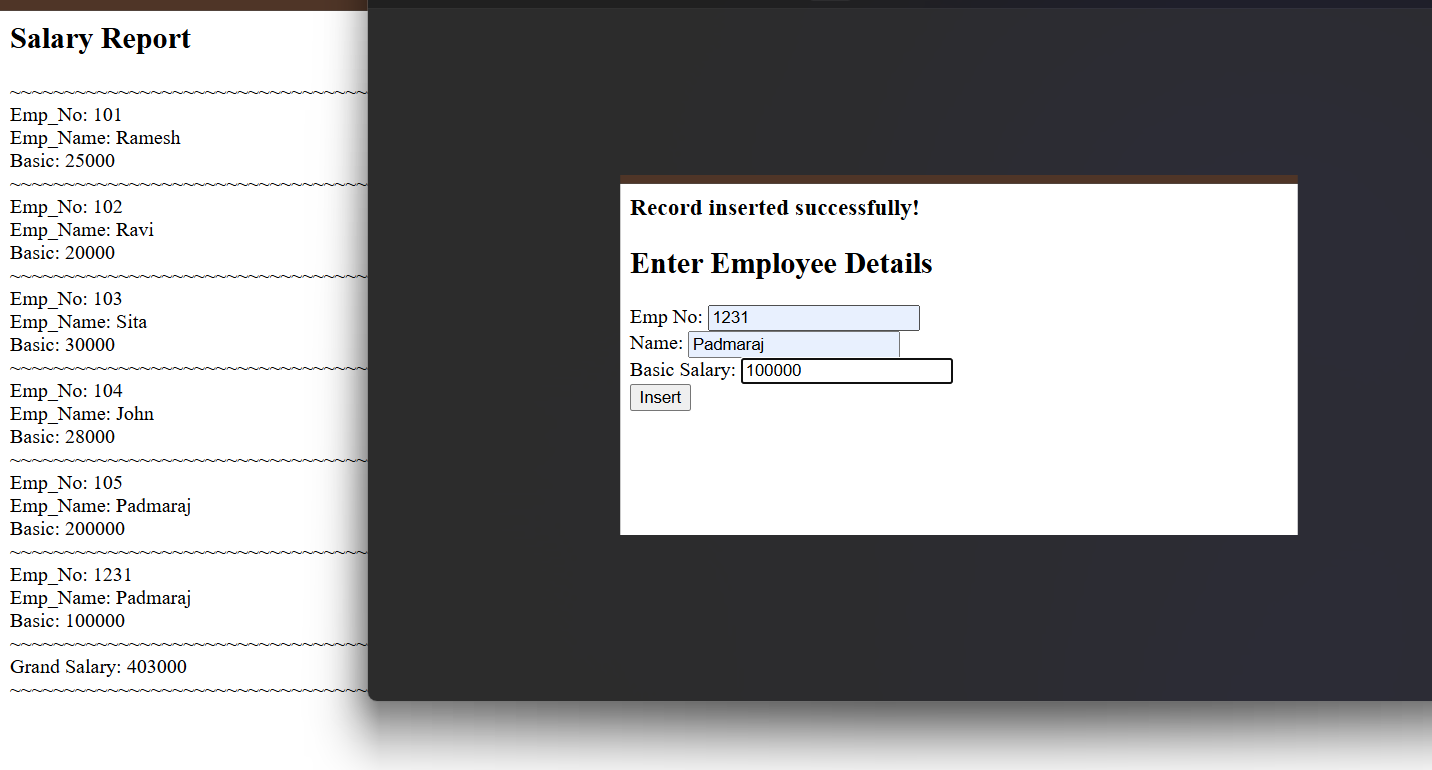 Salary Report
~~~~~~~~~~~~~~~~~~~~~~~~~~~~~~~~~
Emp_No: 101
Emp_Name: Ramesh
Basic: 25000
~~~~~~~~~~~~~~~~~~~~~~~~~~~~~~~~~
Emp_No: 102
Emp_Name: Ravi
Basic: 20000
~~~~~~~~~~~~~~~~~~~~~~~~~~~~~~~~~
Emp_No: 103
Emp_Name: Sita
Basic: 30000
~~~~~~~~~~~~~~~~~~~~~~~~~~~~~~~~~
Emp_No: 104
Emp_Name: John
Basic: 28000
~~~~~~~~~~~~~~~~~~~~~~~~~~~~~~~~~
Emp_No: 105
Emp_Name: Padmaraj
Basic: 200000
~~~~~~~~~~~~~~~~~~~~~~~~~~~~~~~~~
Emp_No: 1231
Emp_Name: Padmaraj
Basic: 100000
~~~~~~~~~~~~~~~~~~~~~~~~~~~~~~~~~
Grand Salary: 403000
~~~~~~~~~~~~~~~~~~~~~~~~~~~~~~~~~
Record inserted successfully!
Enter Employee Details
Emp No: 1231
Name: Padmaraj
Basic Salary: 100000
Insert